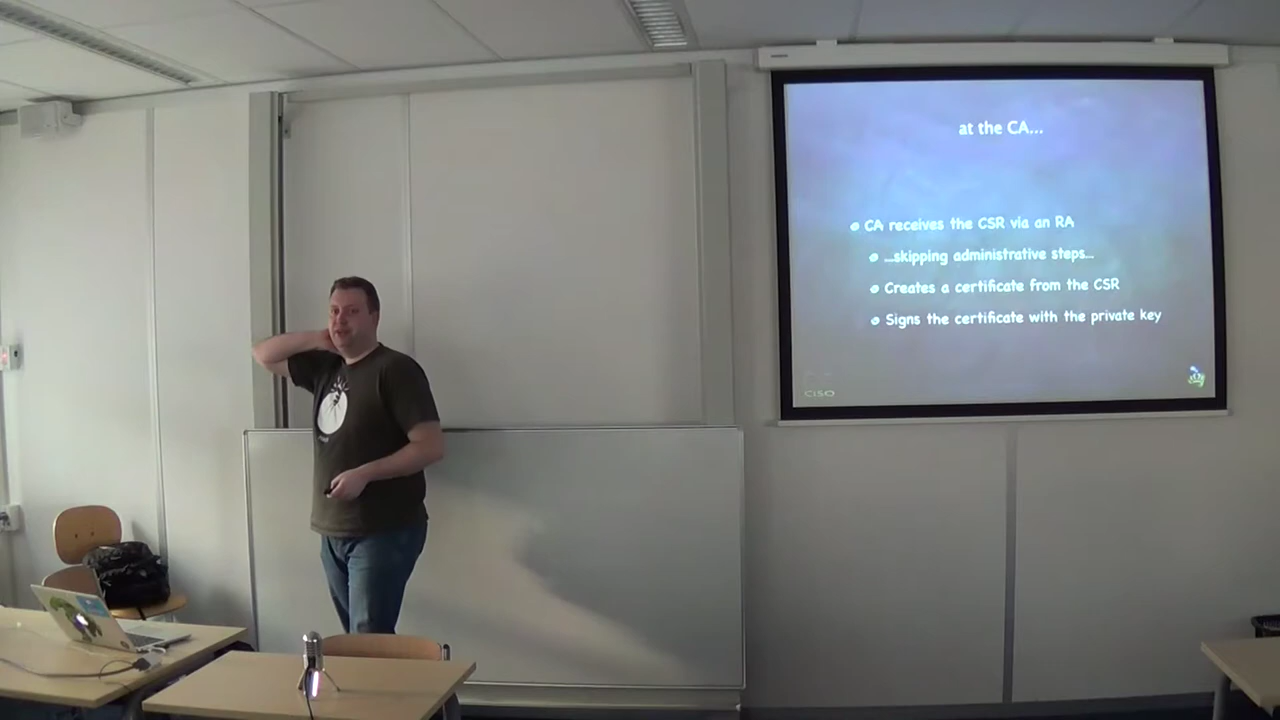 at the CA...
CA receives the CSR via an RA
...skipping administrative steps...
Creates a certificate from the CSR
Signs the certificate with the private key